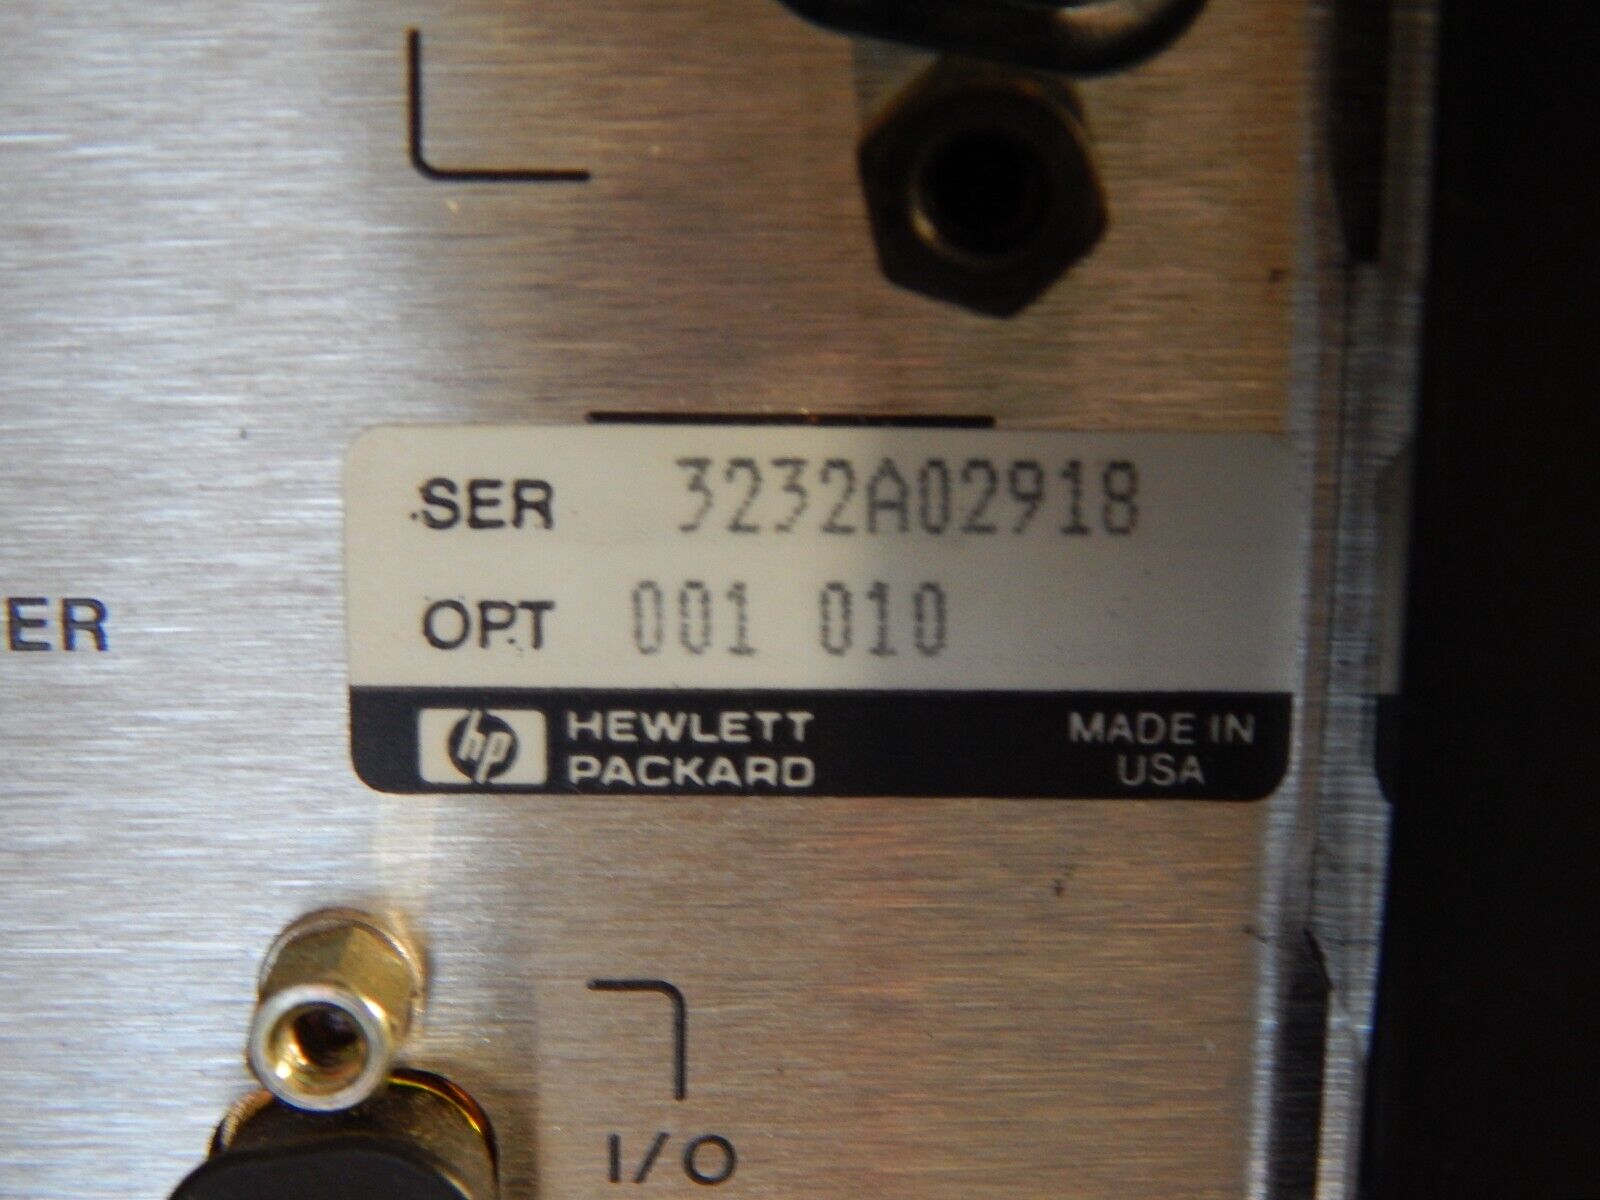 SER 3232A02918
ER
OPT 001 010
hp HEWLETT PACKARD
MADE IN USA
I/O